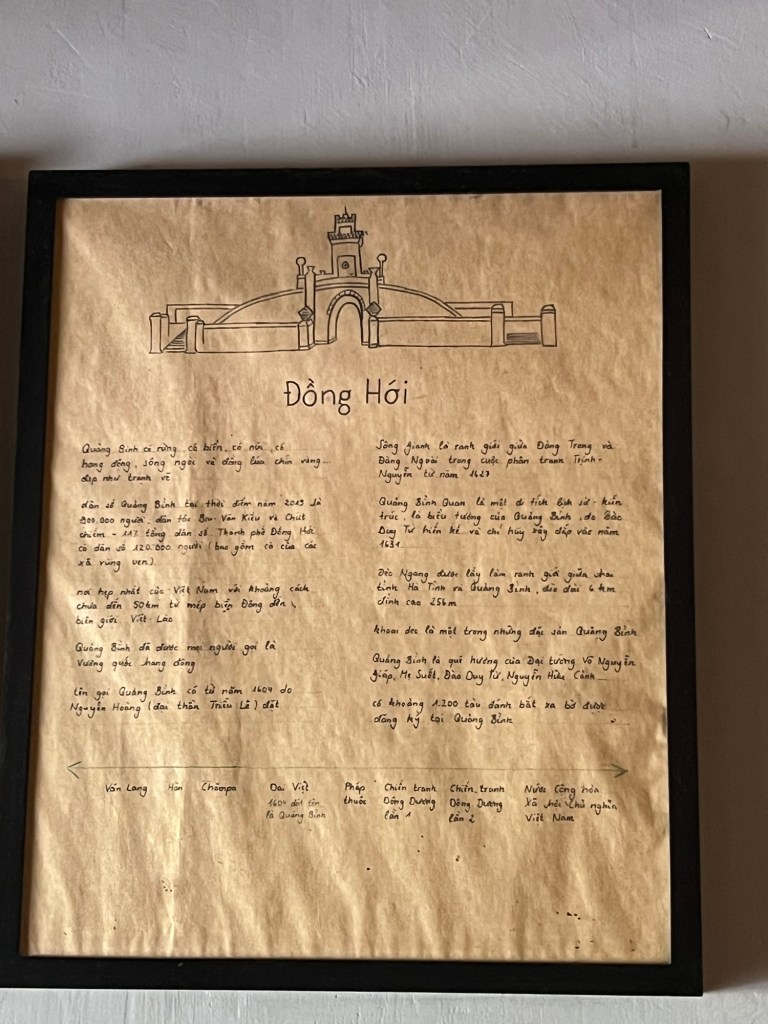 Đồng Hới
Quảng Bình có rừng, có biển, có núi, có
hang động, sông ngòi và đồng lúa chín vàng...
đẹp như tranh vẽ
dân số Quảng Bình tại thời điểm năm 2019 là
900.000 người, dân tộc Bru-Vân Kiều và Chứt
chiếm tổng dân số. Thành phố Đồng Hới
có dân số 120.000 người (bao gồm cả của các
xã vùng ven)
nơi hẹp nhất của Việt Nam với khoảng cách
chưa đến 50km từ mép biển Đông đến
biên giới Việt-Lào
Quảng Bình đã được mọi người gọi là
Vương quốc hang động
tên gọi Quảng Bình có từ năm 1604 do
Nguyễn Hoàng (đại thần Triều Lê) đặt
Sông Gianh là ranh giới giữa Đàng Trong và
Đàng Ngoài trong cuộc phân tranh Trịnh-
Nguyễn từ năm 1627
Quảng Bình Quan là một di tích lịch sử - kiến
trúc, là biểu tượng của Quảng Bình, do Đào
Duy Từ hiến kế và chỉ huy xây đắp vào năm
1631
Đèo Ngang được lấy làm ranh giới giữa hai
tỉnh Hà Tĩnh và Quảng Bình, đèo dài 6 km
đỉnh cao 256m
khoai deo là một trong những đặc sản Quảng Bình
Quảng Bình là quê hương của Đại tướng Võ Nguyên
Giáp, Mẹ Suốt, Đào Duy Từ, Nguyễn Hữu Cảnh...
có khoảng 1.200 tàu đánh bắt xa bờ được
đăng ký tại Quảng Bình
Văn Lang Hán Chămpa Đại Việt Pháp Chiến tranh Chiến tranh Nước Cộng hòa
1604 đặt tên thuộc Đông Dương Đông Dương Xã hội chủ nghĩa
là Quảng Bình lần 1 lần 2 Việt Nam